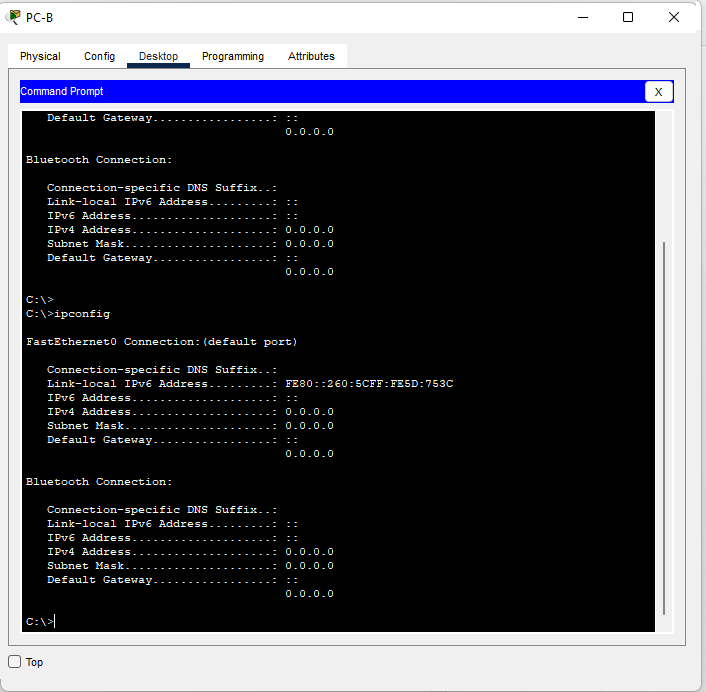 PC-B
Physical Config Desktop Programming Attributes
Command Prompt X
Default Gateway.................: ::
0.0.0.0
Bluetooth Connection:
Connection-specific DNS Suffix..:
Link-local IPv6 Address.........: ::
IPv6 Address....................: ::
IPv4 Address....................: 0.0.0.0
Subnet Mask.....................: 0.0.0.0
Default Gateway.................: ::
0.0.0.0
C:\>
C:\>ipconfig
FastEthernet0 Connection:(default port)
Connection-specific DNS Suffix..:
Link-local IPv6 Address.........: FE80::260:5CFF:FE5D:753C
IPv6 Address....................: ::
IPv4 Address....................: 0.0.0.0
Subnet Mask.....................: 0.0.0.0
Default Gateway.................: ::
0.0.0.0
Bluetooth Connection:
Connection-specific DNS Suffix..:
Link-local IPv6 Address.........: ::
IPv6 Address....................: ::
IPv4 Address....................: 0.0.0.0
Subnet Mask.....................: 0.0.0.0
Default Gateway.................: ::
0.0.0.0
C:\>
Top